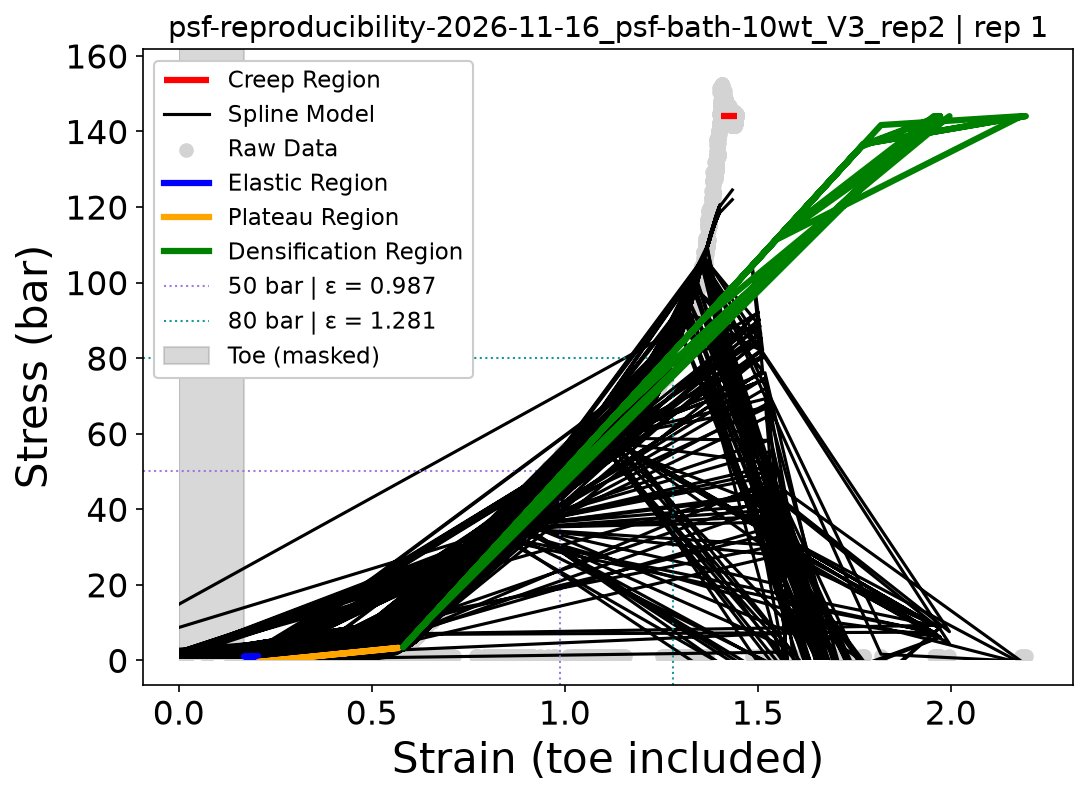 psf-reproducibility-2026-11-16_psf-bath-10wt_V3_rep2 | rep 1
160
140
120
100
80
60
40
20
0
Stress (bar)
Creep Region
Spline Model
Raw Data
Elastic Region
Plateau Region
Densification Region
50 bar | ε = 0.987
80 bar | ε = 1.281
Toe (masked)
0.0 0.5 1.0 1.5 2.0
Strain (toe included)